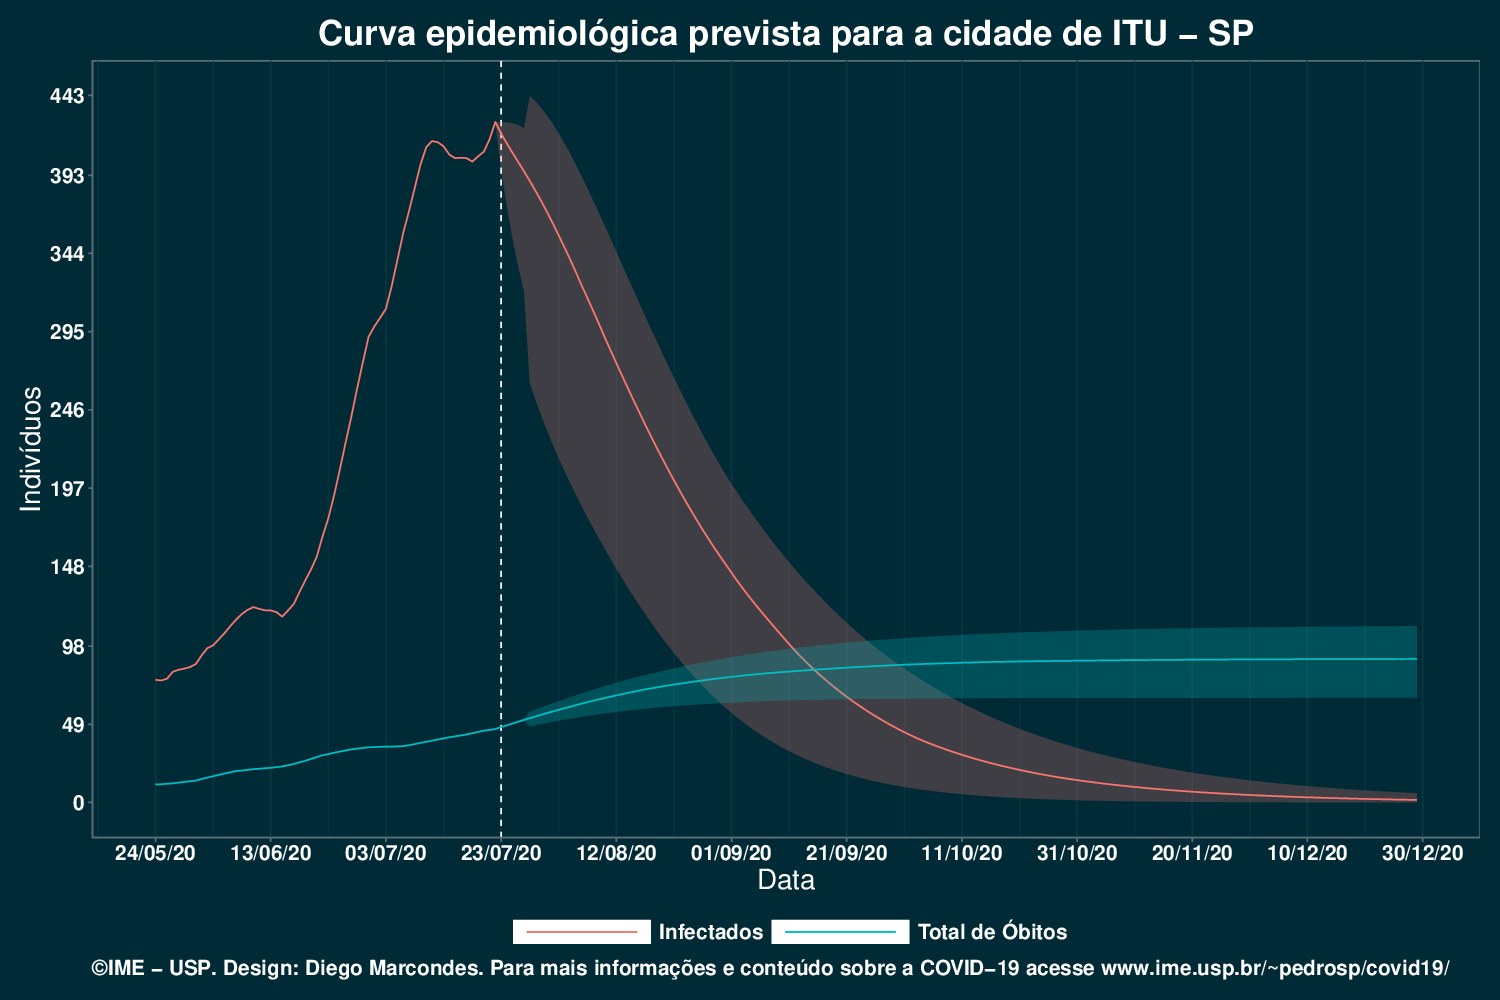 Curva epidemiológica prevista para a cidade de ITU – SP
Indivíduos
443
393
344
295
246
197
148
98
49
0
24/05/20 13/06/20 03/07/20 23/07/20 12/08/20 01/09/20 21/09/20 11/10/20 31/10/20 20/11/20 10/12/20 30/12/20
Data
Infectados Total de Óbitos
©IME – USP. Design: Diego Marcondes. Para mais informações e conteúdo sobre a COVID–19 acesse www.ime.usp.br/~pedrosp/covid19/